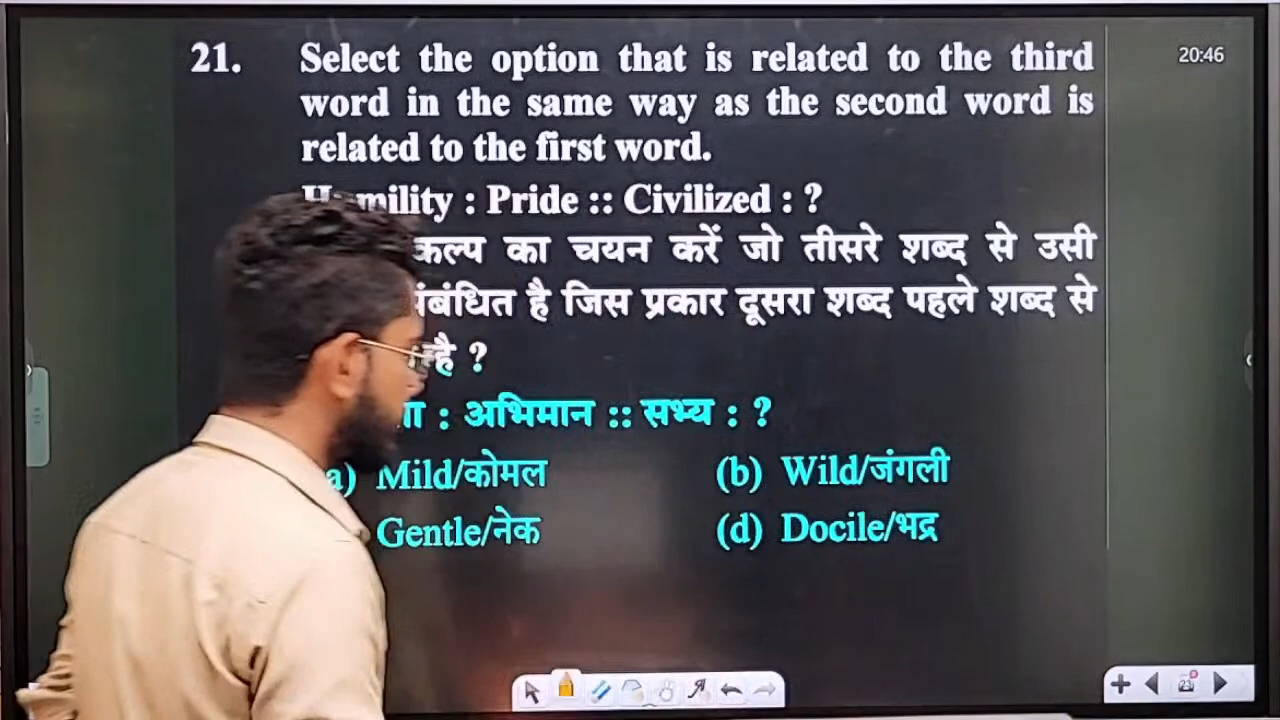 21. Select the option that is related to the third
word in the same way as the second word is
related to the first word.
: Pride :: Civilized : ?
का चयन करें जो तीसरे शब्द से उसी
है जिस प्रकार दूसरा शब्द पहले शब्द से
है ?
: अभिमान :: सभ्य : ?
a) Mild/कोमल (b) Wild/जंगली
Gentle/नेक (d) Docile/भद्र
20:46
23